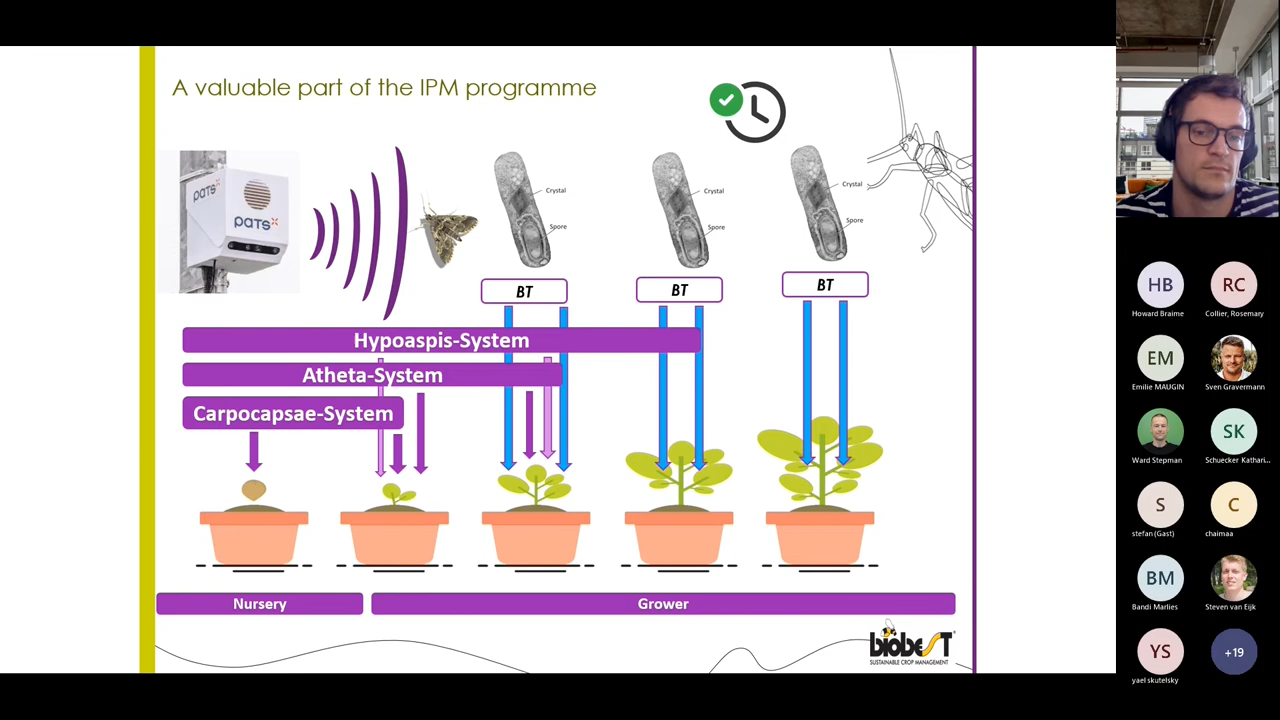 A valuable part of the IPM programme
PATS
PATS
Crystal
Spore
Crystal
Spore
Crystal
Spore
BT
BT
BT
Hypoaspis-System
Atheta-System
Carpocapsae-System
Nursery
Grower
biobest
SUSTAINABLE CROP MANAGEMENT
HB
Howard Braime
RC
Collier, Rosemary
EM
Emilie MAUGIN
Sven Gravermann
Ward Stepman
SK
Schuecker Kathari...
S
stefan (Gast)
C
chaimaa
BM
Bandi Marlies
Steven van Eijk
YS
yael skutelsky
+19